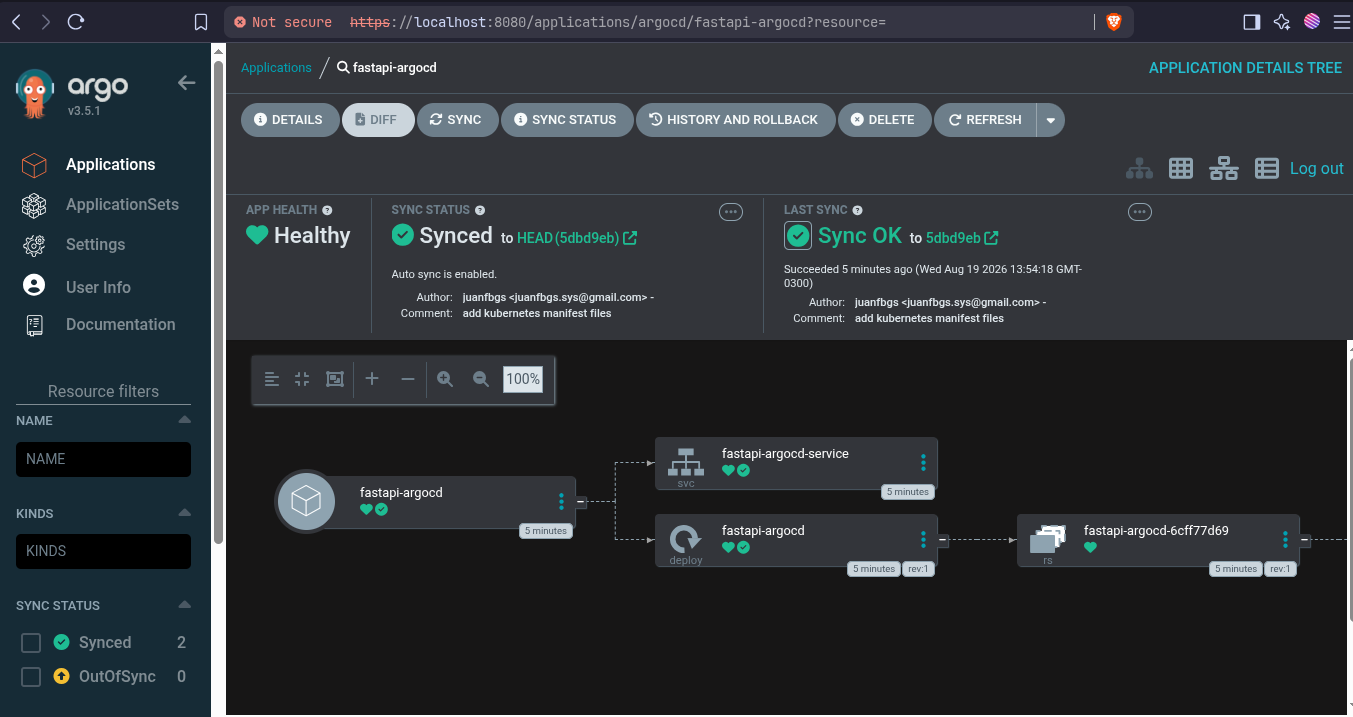 Not secure https://localhost:8080/applications/argocd/fastapi-argocd?resource=
argo
v3.5.1
Applications
ApplicationSets
Settings
User Info
Documentation
Resource filters
NAME
NAME
KINDS
KINDS
SYNC STATUS
Synced 2
OutOfSync 0
Applications / fastapi-argocd
APPLICATION DETAILS TREE
DETAILS DIFF SYNC SYNC STATUS HISTORY AND ROLLBACK DELETE REFRESH
Log out
APP HEALTH
Healthy
SYNC STATUS
Synced to HEAD (5dbd9eb)
Auto sync is enabled.
Author: juanfbgs <juanfbgs.sys@gmail.com> -
Comment: add kubernetes manifest files
LAST SYNC
Sync OK to 5dbd9eb
Succeeded 5 minutes ago (Wed Aug 19 2026 13:54:18 GMT-
0300)
Author: juanfbgs <juanfbgs.sys@gmail.com> -
Comment: add kubernetes manifest files
100%
fastapi-argocd
5 minutes
fastapi-argocd-service
svc
5 minutes
fastapi-argocd
deploy
5 minutes rev:1
fastapi-argocd-6cff77d69
rs
5 minutes rev:1